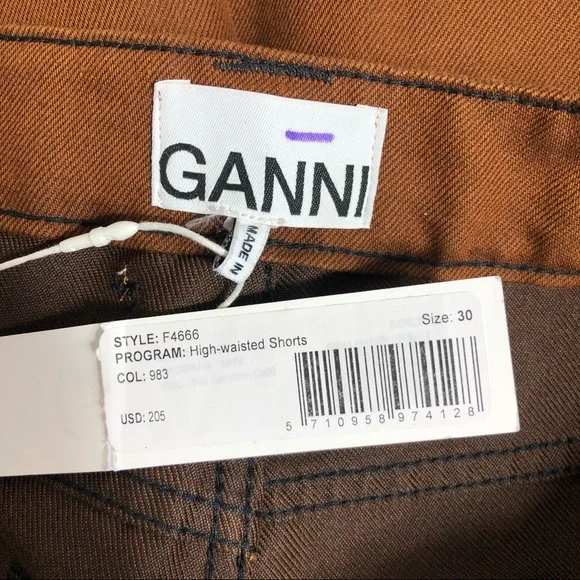 GANNI
MADE IN
STYLE: F4666
PROGRAM: High-waisted Shorts
COL: 983
USD: 205
Size: 30
5 710958 974128